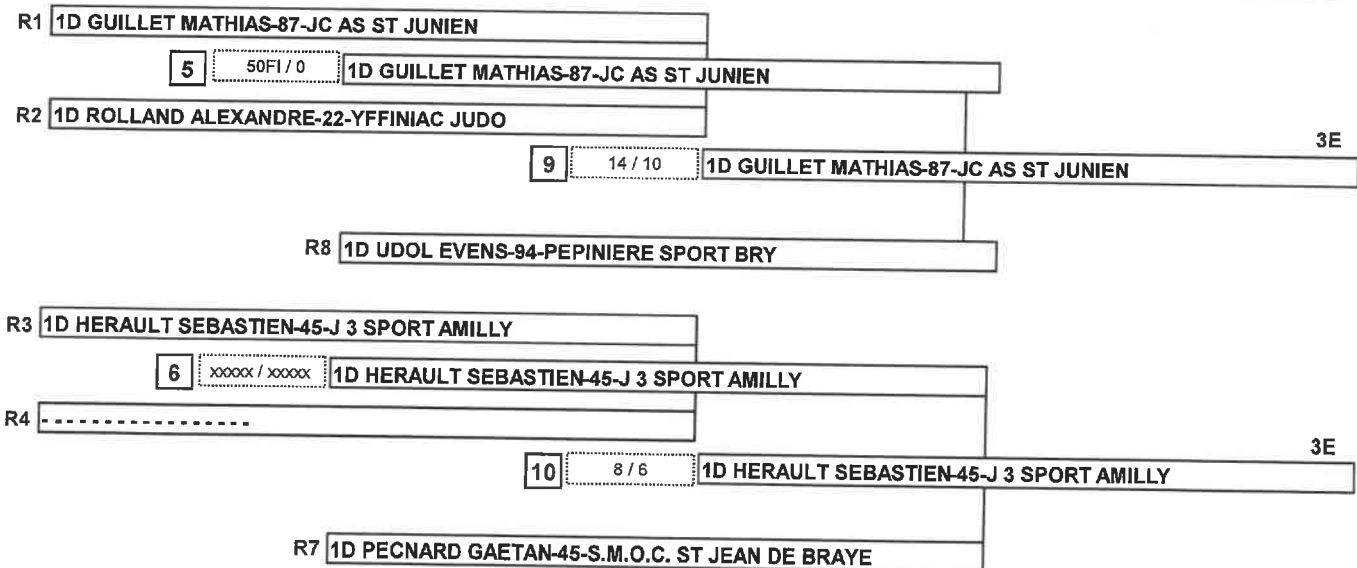 R1 1D GUILLET MATHIAS-87-JC AS ST JUNIEN
5 50FI / 0 1D GUILLET MATHIAS-87-JC AS ST JUNIEN
R2 1D ROLLAND ALEXANDRE-22-YFFINIAC JUDO
3E
9 14 / 10 1D GUILLET MATHIAS-87-JC AS ST JUNIEN
R8 1D UDOL EVENS-94-PEPINIERE SPORT BRY
R3 1D HERAULT SEBASTIEN-45-J 3 SPORT AMILLY
6 xxxxx / xxxxx 1D HERAULT SEBASTIEN-45-J 3 SPORT AMILLY
R4 - - - - - - - - - - - - - - - - - -
3E
10 8 / 6 1D HERAULT SEBASTIEN-45-J 3 SPORT AMILLY
R7 1D PECNARD GAETAN-45-S.M.O.C. ST JEAN DE BRAYE